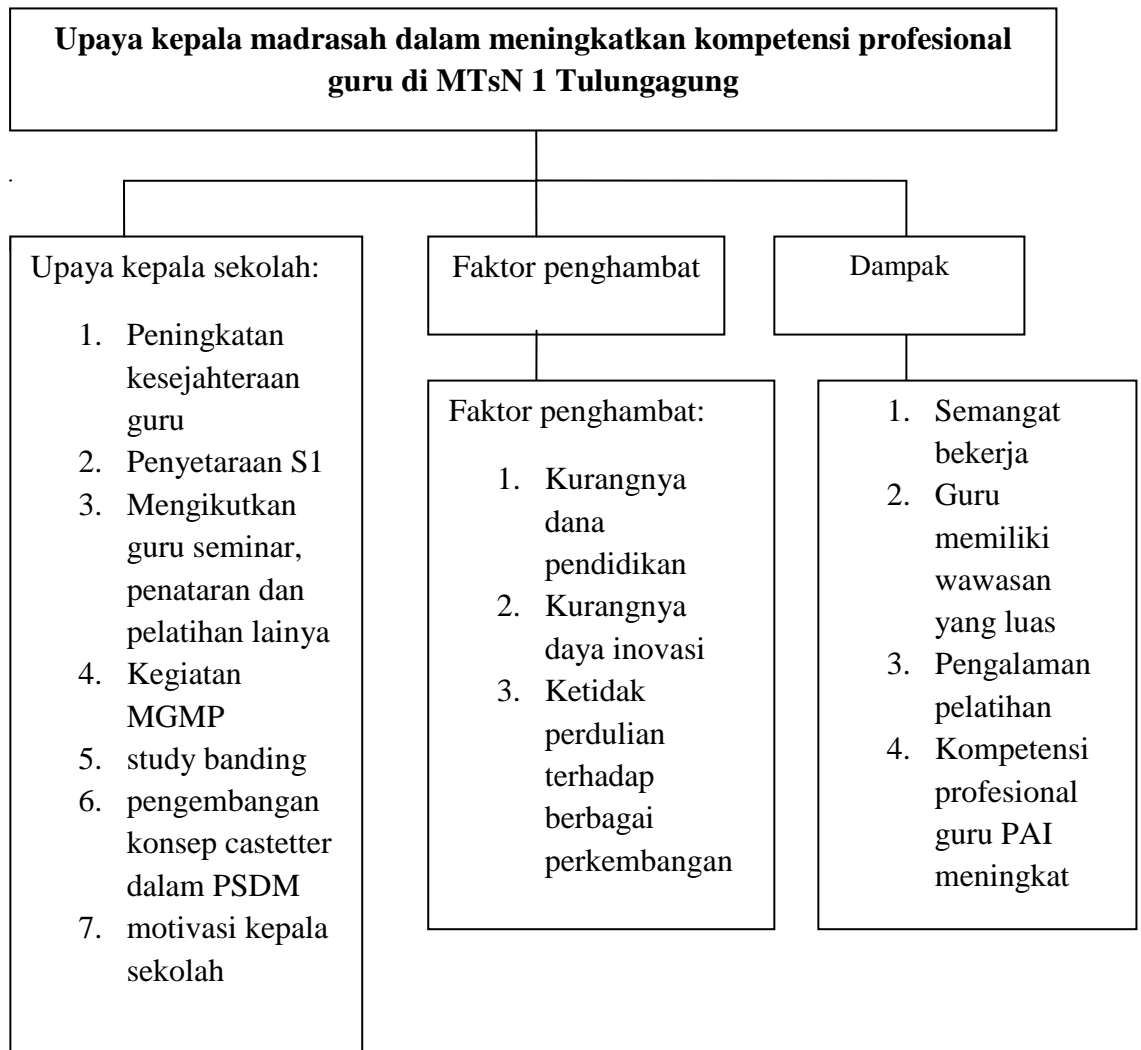 Upaya kepala madrasah dalam meningkatkan kompetensi profesional
guru di MTsN 1 Tulungagung
Upaya kepala sekolah:
1. Peningkatan
kesejahteraan
guru
2. Penyetaraan S1
3. Mengikutkan
guru seminar,
penataran dan
pelatihan lainya
4. Kegiatan
MGMP
5. study banding
6. pengembangan
konsep castetter
dalam PSDM
7. motivasi kepala
sekolah
Faktor penghambat
Faktor penghambat:
1. Kurangnya
dana
pendidikan
2. Kurangnya
daya inovasi
3. Ketidak
perdulian
terhadap
berbagai
perkembangan
Dampak
1. Semangat
bekerja
2. Guru
memiliki
wawasan
yang luas
3. Pengalaman
pelatihan
4. Kompetensi
profesional
guru PAI
meningkat